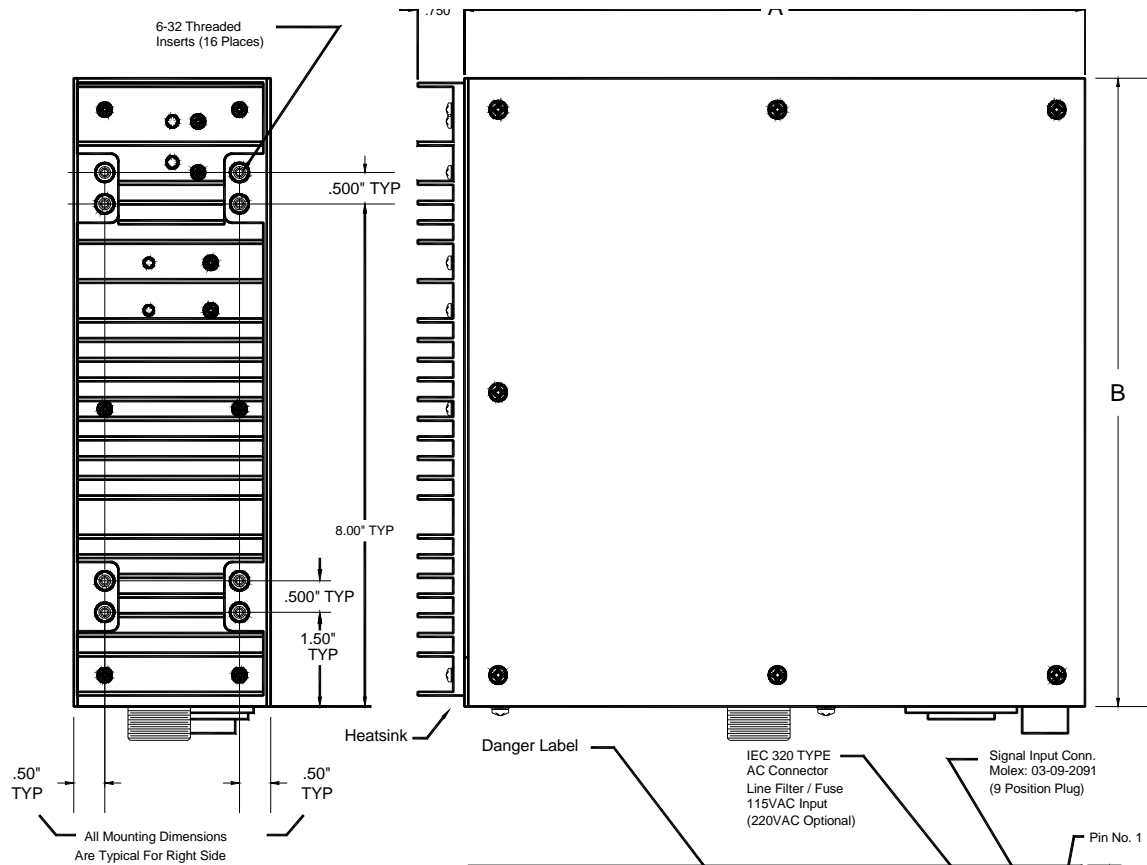 6-32 Threaded
Inserts (16 Places)
.750
A
.500" TYP
B
8.00" TYP
.500" TYP
1.50"
TYP
Heatsink
Danger Label
IEC 320 TYPE
AC Connector
Line Filter / Fuse
115VAC Input
(220VAC Optional)
Signal Input Conn.
Molex: 03-09-2091
(9 Position Plug)
.50"
TYP
.50"
TYP
All Mounting Dimensions
Are Typical For Right Side
Pin No. 1